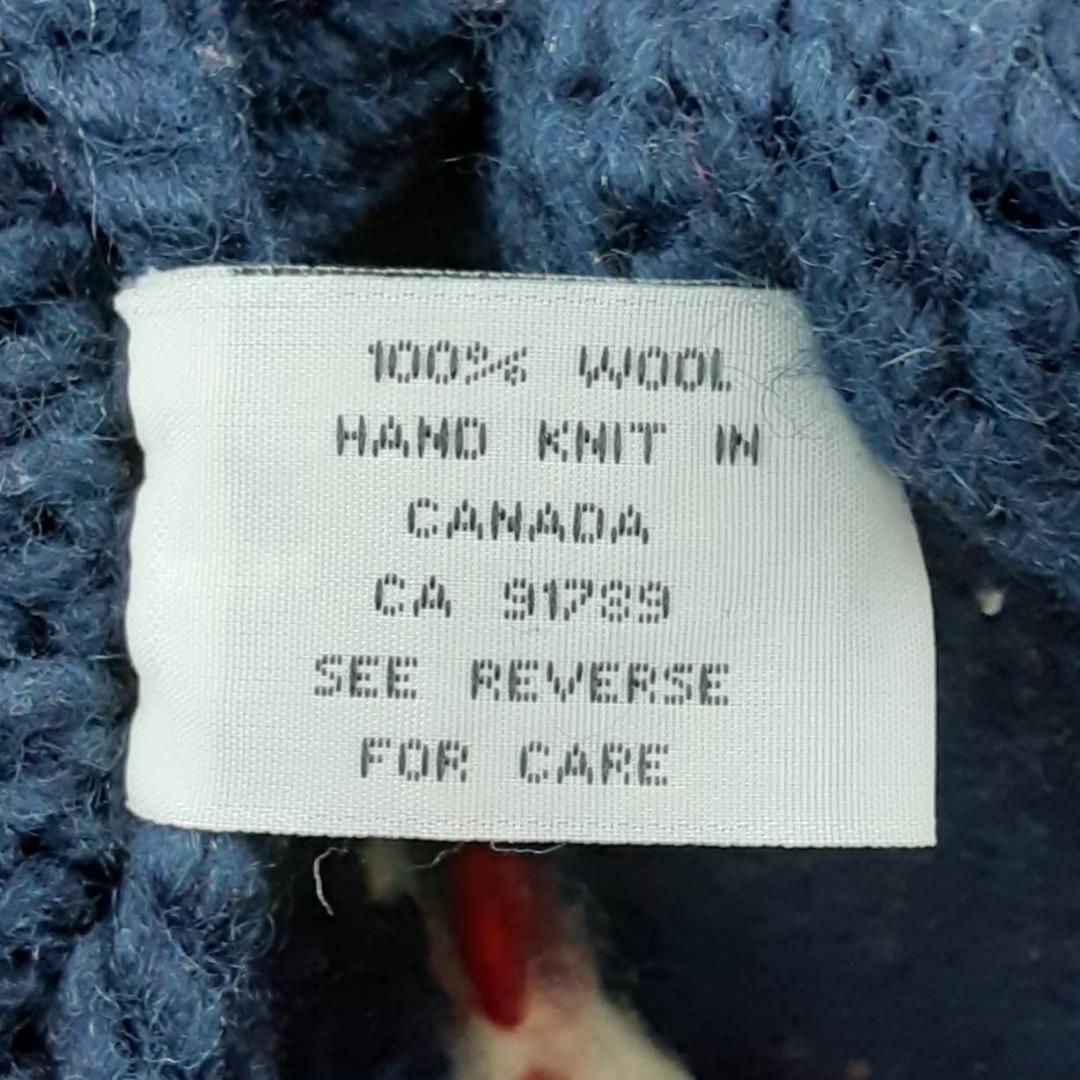 100% WOOL
HAND KNIT IN
CANADA
CA 91789
SEE REVERSE
FOR CARE